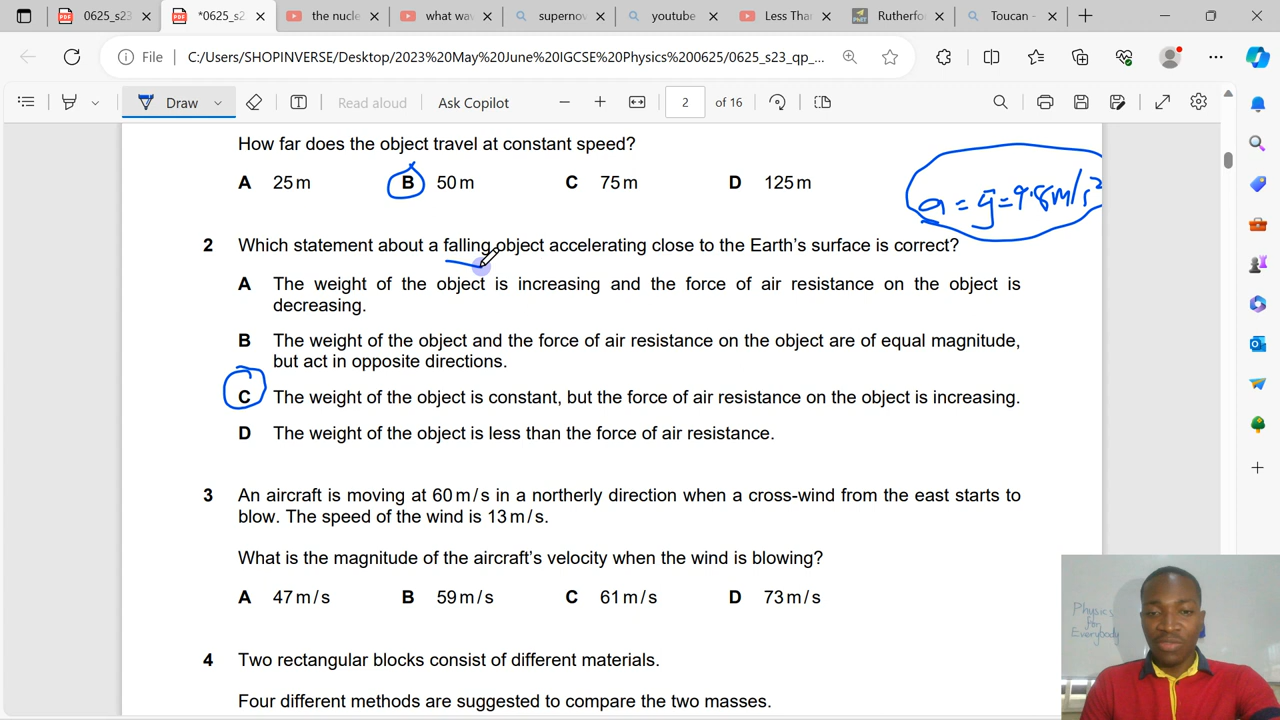 0625_s23
*0625_s2
the nucle
what wav
supernov
youtube
Less Tha
Rutherfo
Toucan -
File
C:/Users/SHOPINVERSE/Desktop/2023%20May%20June%20IGCSE%20Physics%200625/0625_s23_qp_...
Draw
Read aloud
Ask Copilot
2
of 16
How far does the object travel at constant speed?
A 25 m B 50 m C 75 m D 125 m
a = g = 9.8 m/s²
2 Which statement about a falling object accelerating close to the Earth's surface is correct?
A The weight of the object is increasing and the force of air resistance on the object is
decreasing.
B The weight of the object and the force of air resistance on the object are of equal magnitude,
but act in opposite directions.
C The weight of the object is constant, but the force of air resistance on the object is increasing.
D The weight of the object is less than the force of air resistance.
3 An aircraft is moving at 60 m / s in a northerly direction when a cross-wind from the east starts to
blow. The speed of the wind is 13 m / s.
What is the magnitude of the aircraft's velocity when the wind is blowing?
A 47 m / s B 59 m / s C 61 m / s D 73 m / s
4 Two rectangular blocks consist of different materials.
Four different methods are suggested to compare the two masses.
Physics
for
Everybody